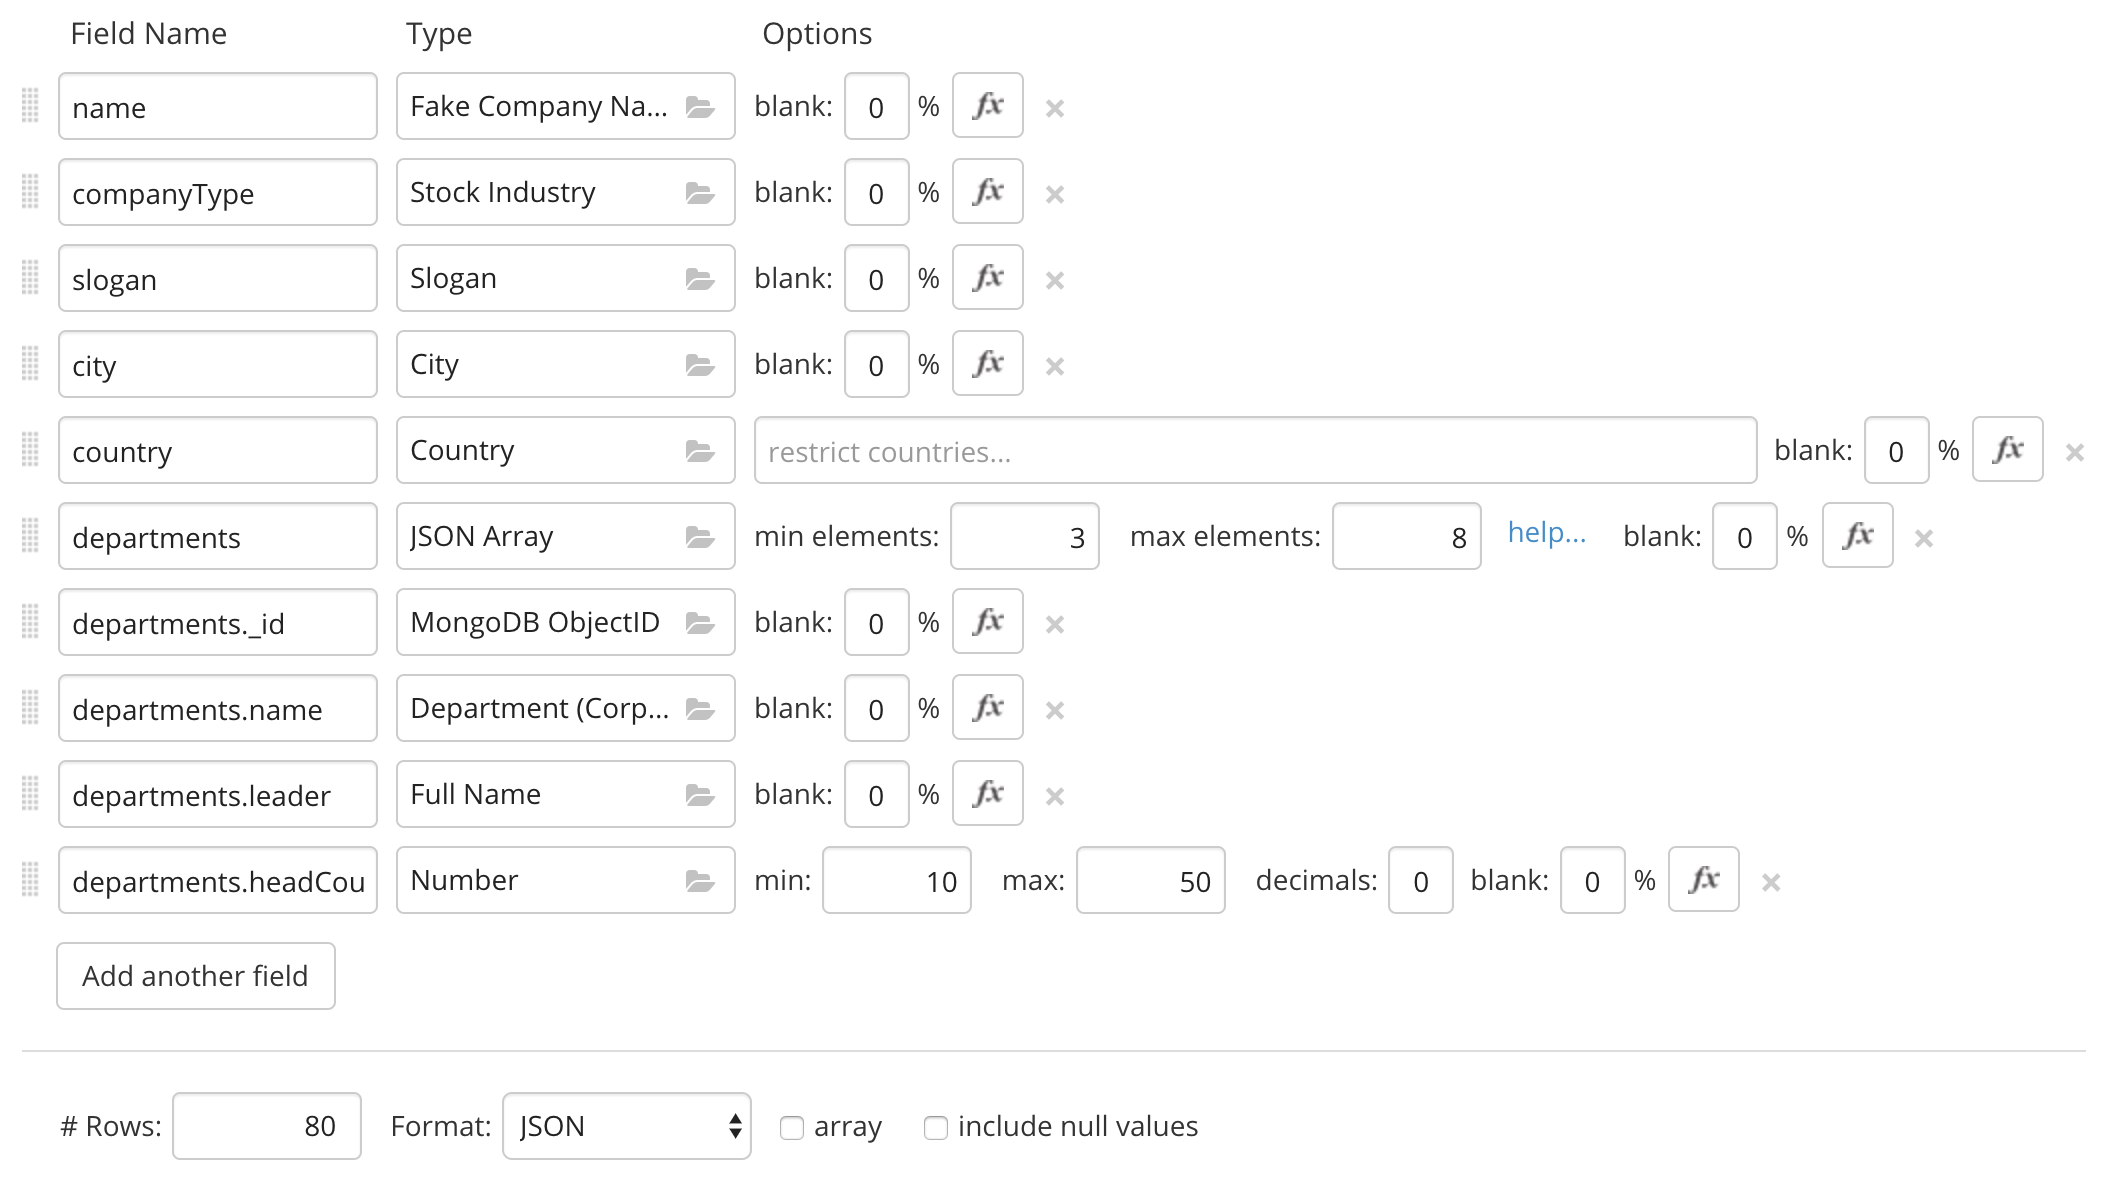 Field Name Type Options
name Fake Company Na... blank: 0 % fx ×
companyType Stock Industry blank: 0 % fx ×
slogan Slogan blank: 0 % fx ×
city City blank: 0 % fx ×
country Country restrict countries... blank: 0 % fx ×
departments JSON Array min elements: 3 max elements: 8 help... blank: 0 % fx ×
departments._id MongoDB ObjectID blank: 0 % fx ×
departments.name Department (Corp... blank: 0 % fx ×
departments.leader Full Name blank: 0 % fx ×
departments.headCou Number min: 10 max: 50 decimals: 0 blank: 0 % fx ×
Add another field
# Rows: 80 Format: JSON array include null values